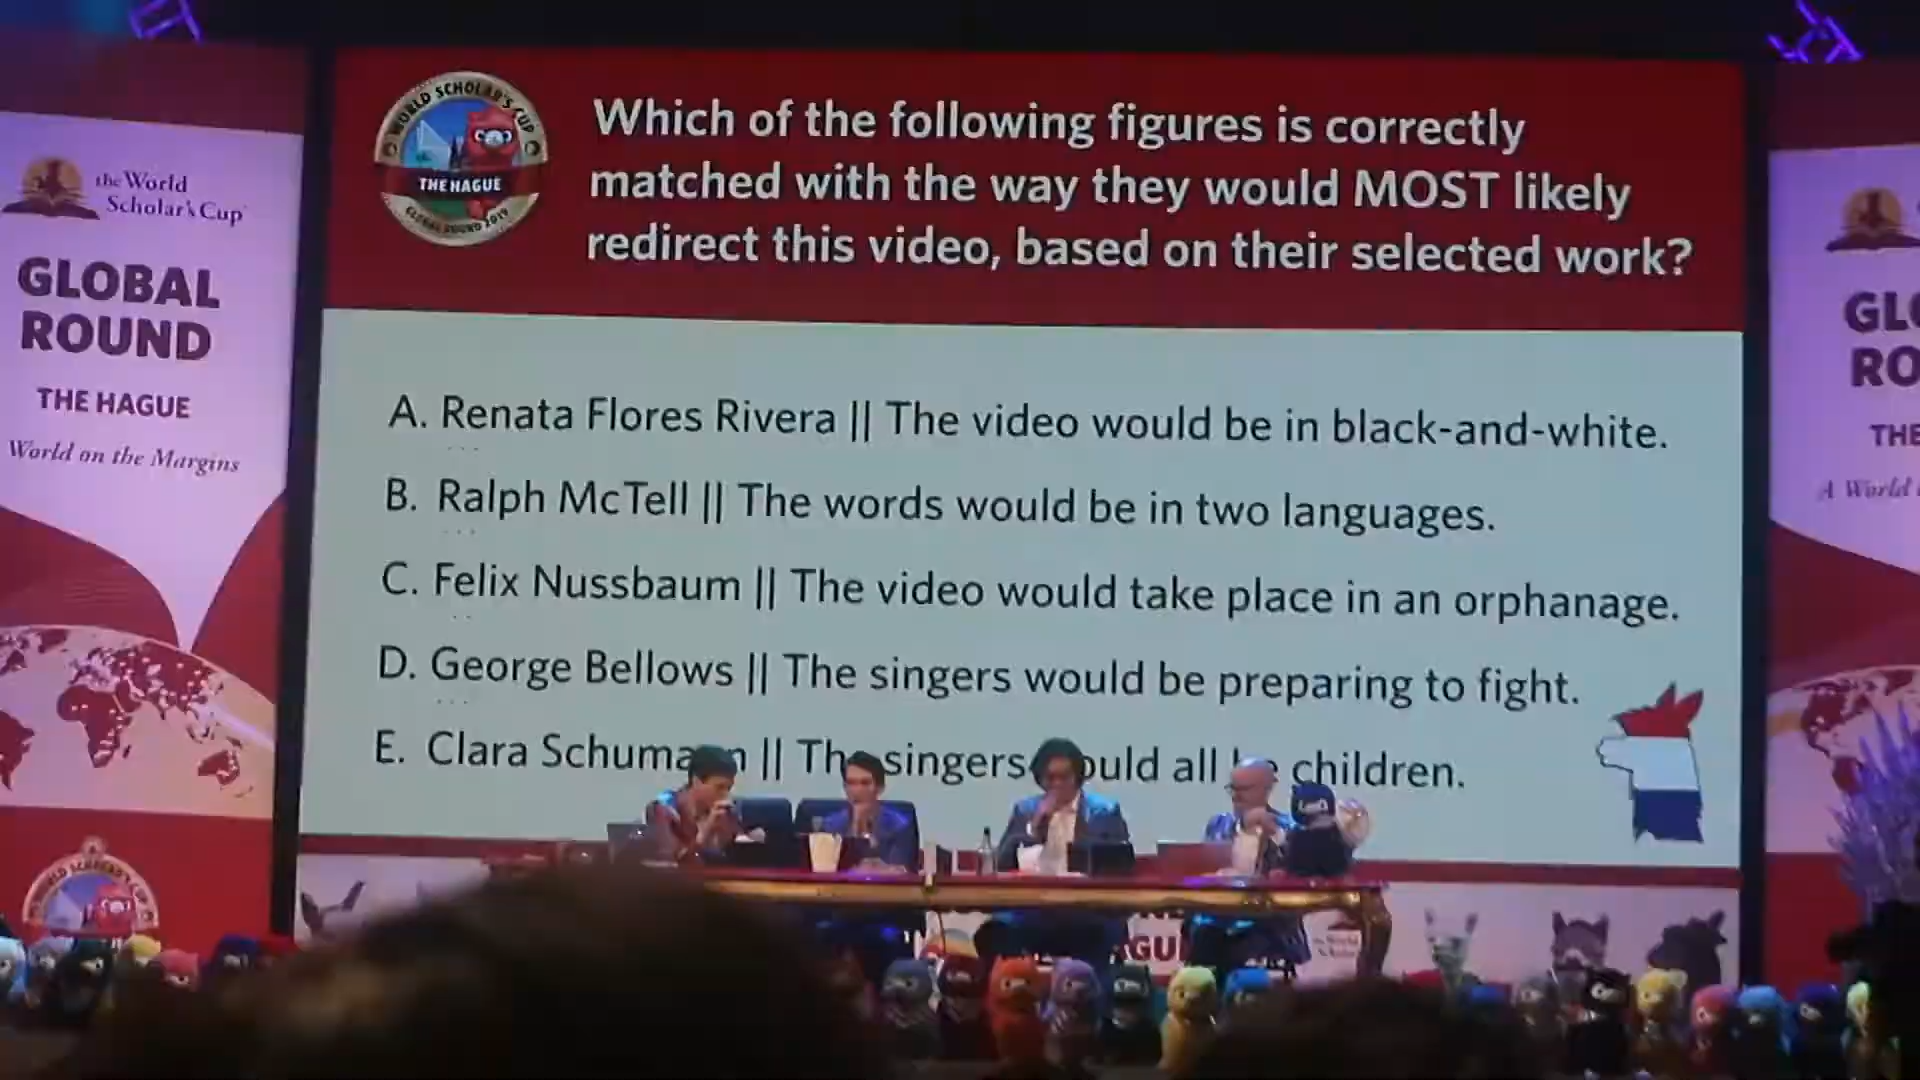 WORLD SCHOLAR'S CUP
THE HAGUE
GLOBAL ROUND 2019
Which of the following figures is correctly
matched with the way they would MOST likely
redirect this video, based on their selected work?
A. Renata Flores Rivera || The video would be in black-and-white.
B. Ralph McTell || The words would be in two languages.
C. Felix Nussbaum || The video would take place in an orphanage.
D. George Bellows || The singers would be preparing to fight.
E. Clara Schuma n || Th singers ould all children.
the World
Scholar's Cup
GLOBAL
ROUND
THE HAGUE
World on the Margins
GLO
RO
THE
A World
AGUE